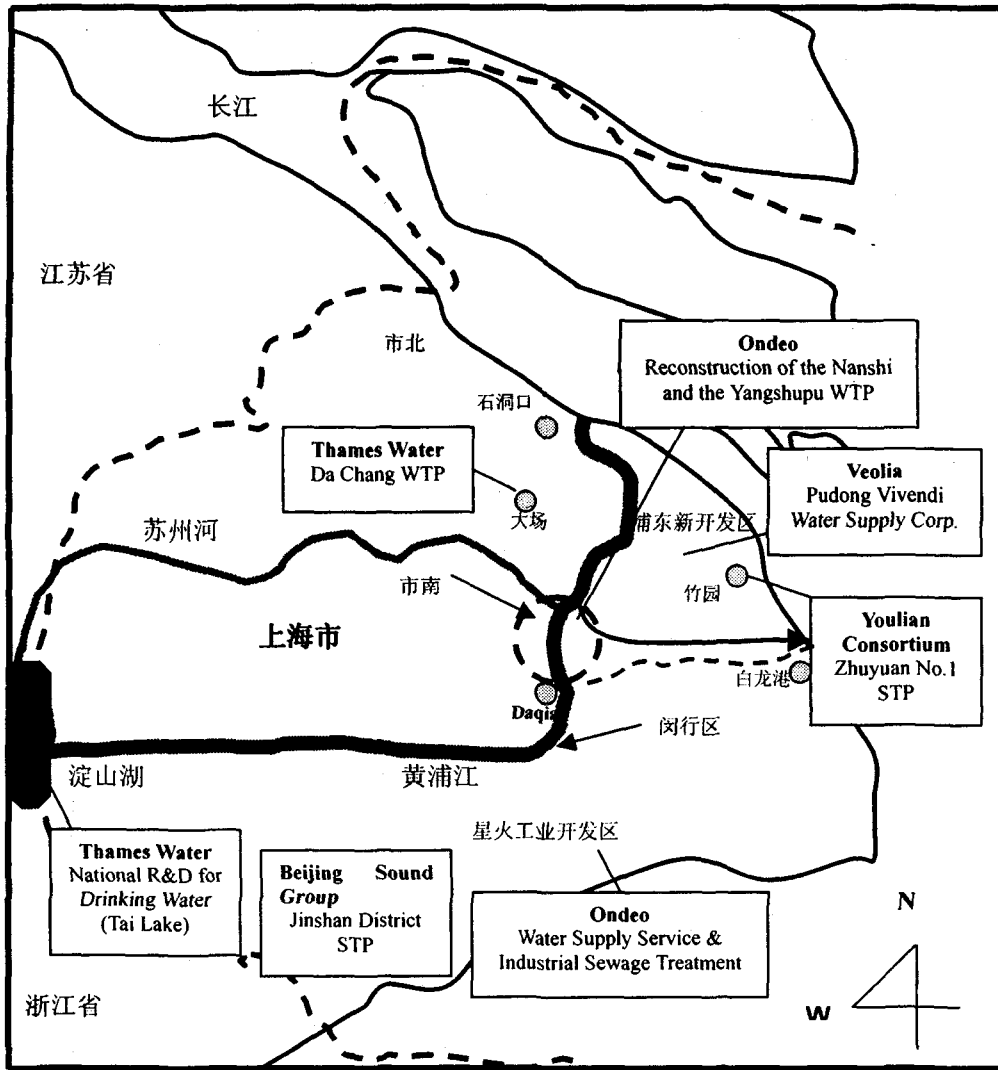 长江
江苏省
市北
Ondeo
Reconstruction of the Nanshi
and the Yangshupu WTP
石洞口
Thames Water
Da Chang WTP
Veolia
Pudong Vivendi
Water Supply Corp.
大场
浦东新开发区
苏州河
市南
竹园
上海市
Youlian
Consortium
Zhuyuan No.1
STP
白龙港
Daqia
闵行区
淀山湖
黄浦江
星火工业开发区
Thames Water
National R&D for
Drinking Water
(Tai Lake)
Beijing Sound
Group
Jinshan District
STP
Ondeo
Water Supply Service &
Industrial Sewage Treatment
N
W
浙江省